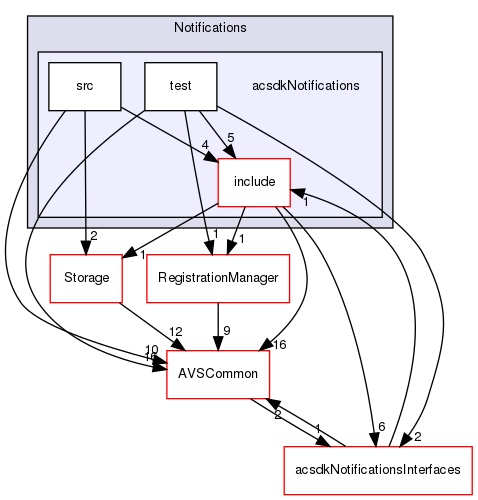 Notifications
src
test
acsdkNotifications
4
5
include
1
2
1
1
1
Storage
RegistrationManager
12
9
16
10
AVSCommon
6
2
1
2
acsdkNotificationsInterfaces